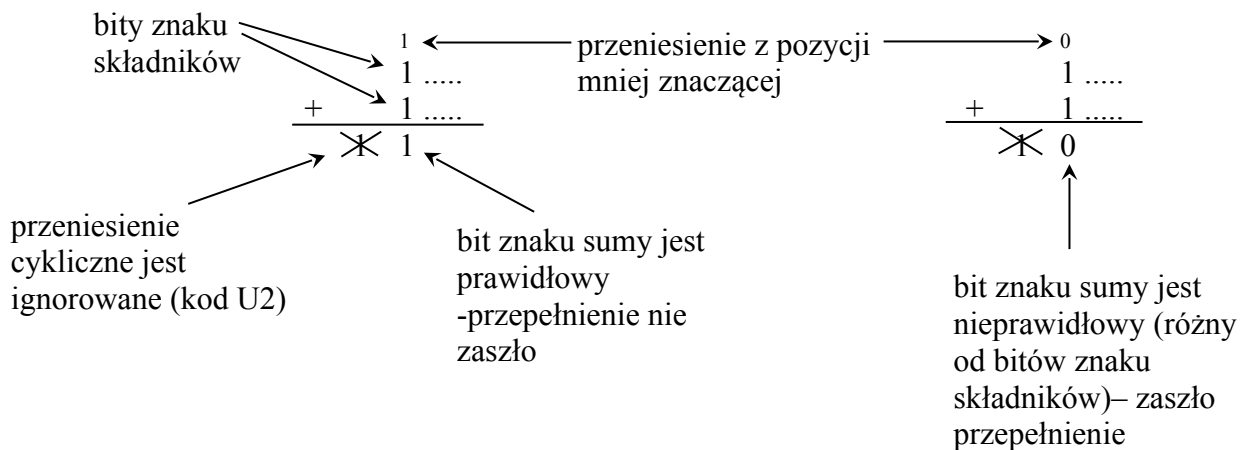 bity znaku
składników
1
1 .....
+ 1 .....
1 1
przeniesienie z pozycji
mniej znaczącej
0
1 .....
+ 1 .....
1 0
przeniesienie
cykliczne jest
ignorowane (kod U2)
bit znaku sumy jest
prawidłowy
-przepełnienie nie
zaszło
bit znaku sumy jest
nieprawidłowy (różny
od bitów znaku
składników)– zaszło
przepełnienie